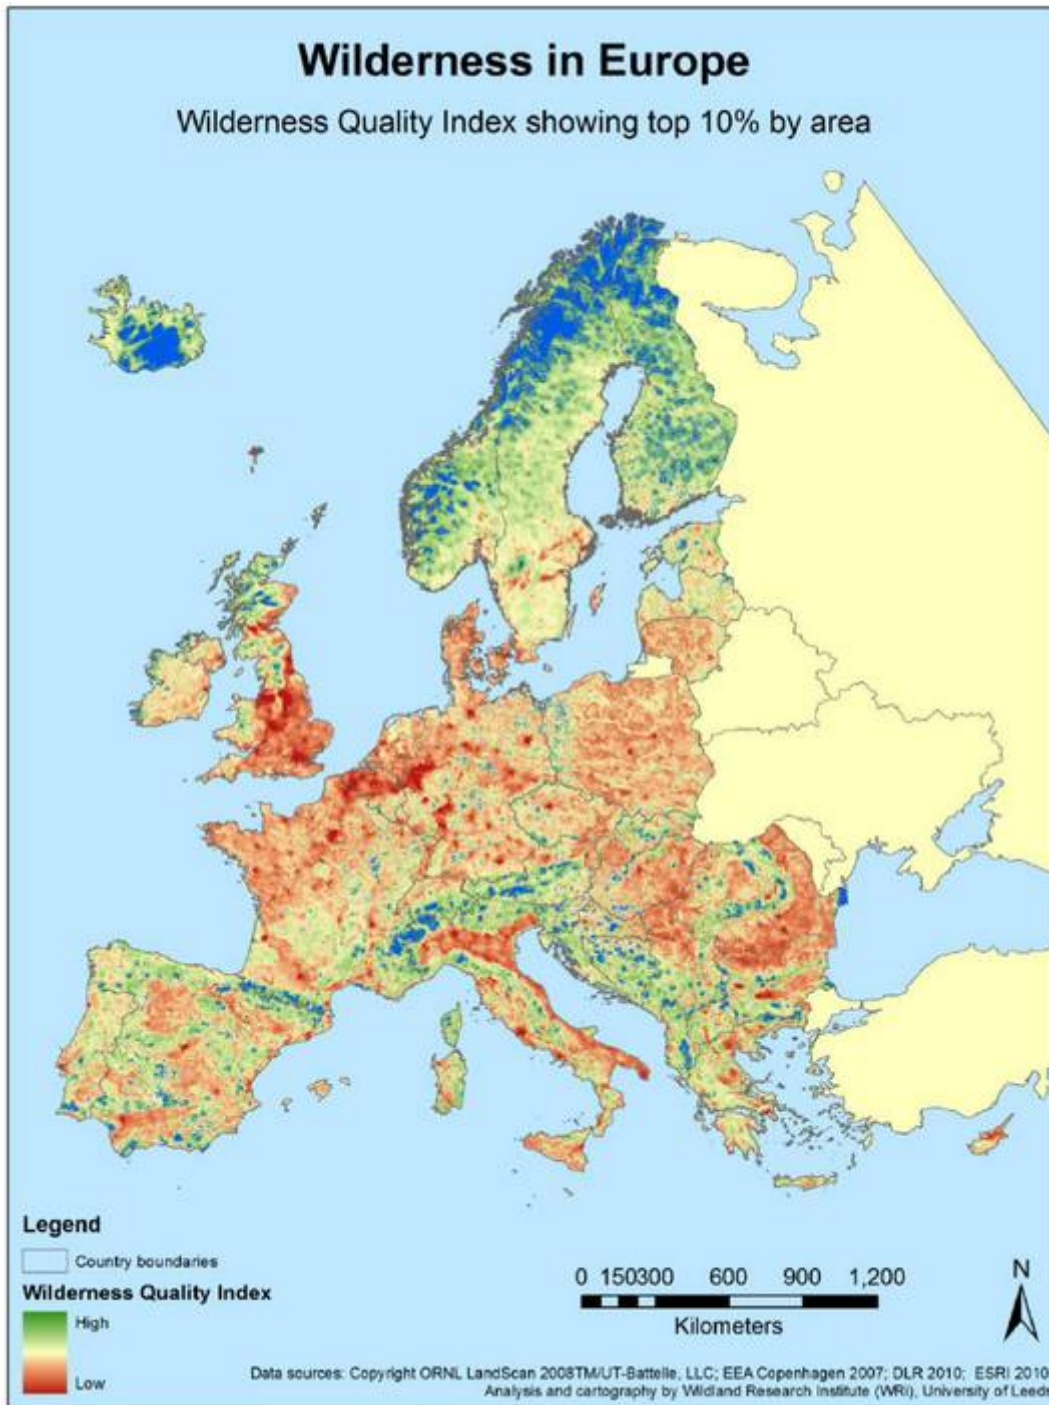 Wilderness in Europe
Wilderness Quality Index showing top 10% by area
Legend
Country boundaries
Wilderness Quality Index
High
Low
0 150300 600 900 1,200
Kilometers
N
Data sources: Copyright ORNL LandScan 2008TM/UT-Battelle, LLC; EEA Copenhagen 2007; DLR 2010; ESRI 2010
Analysis and cartography by Wildland Research Institute (WRi), University of Leeds